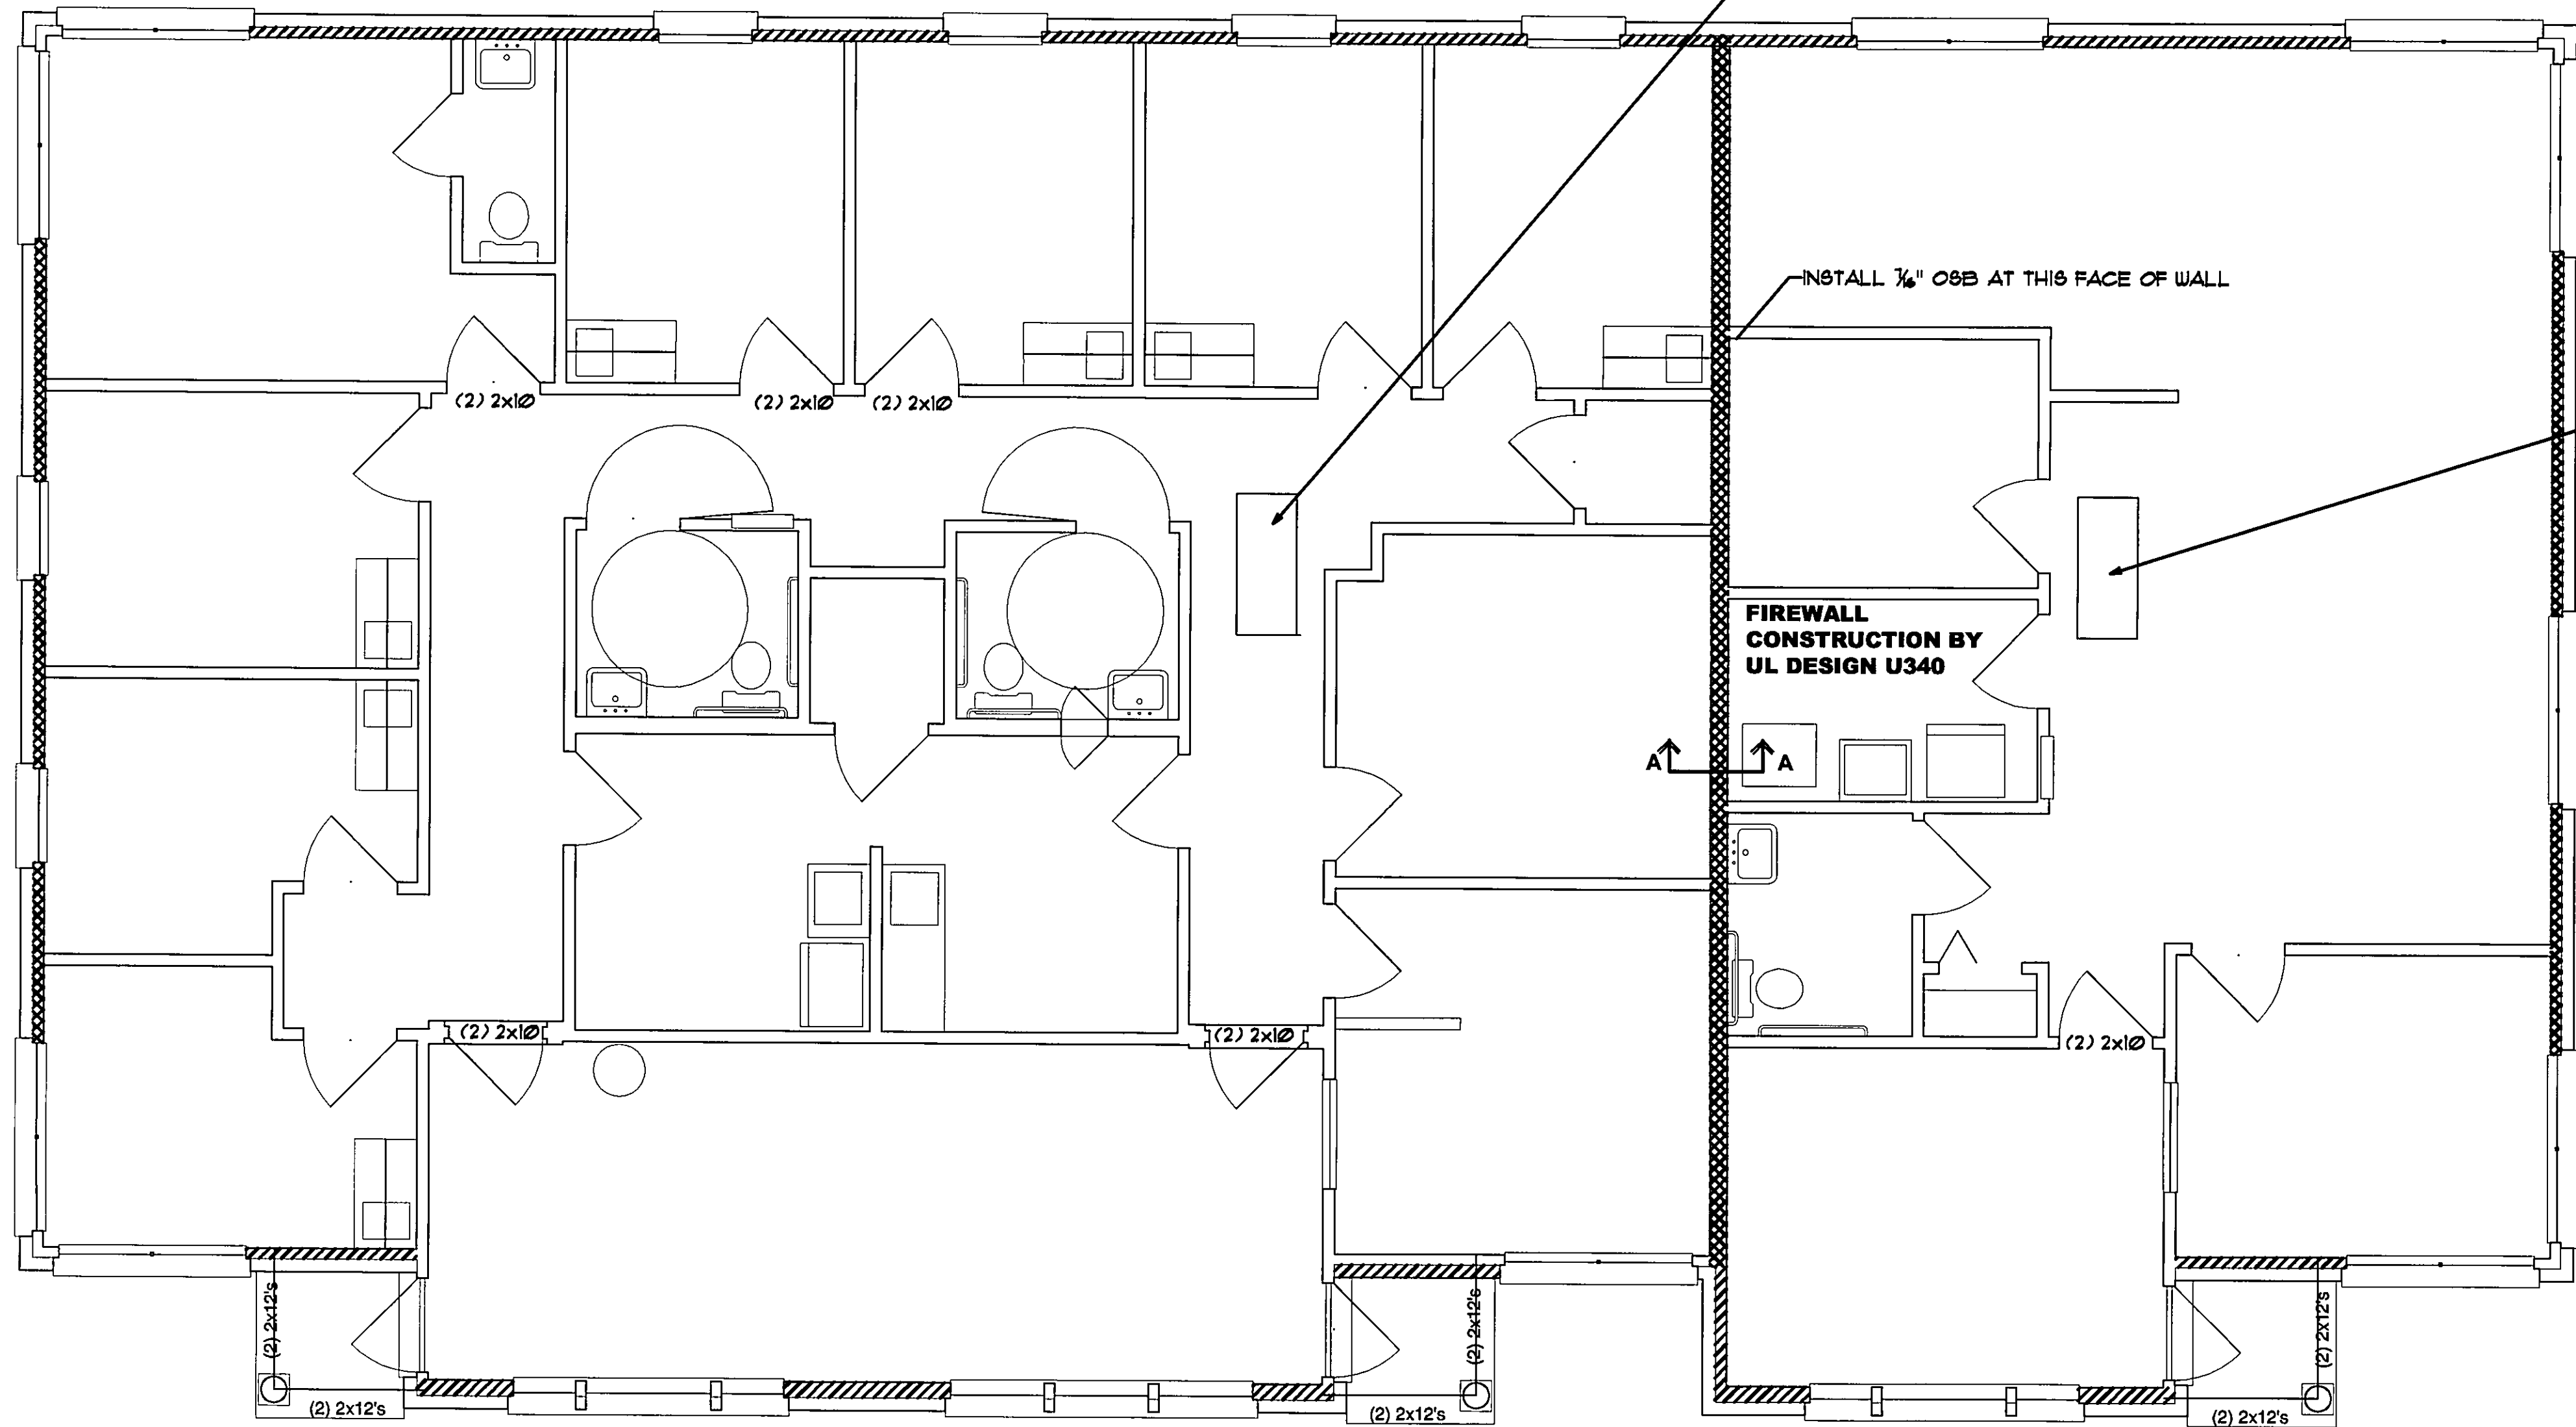 INSTALL 7/16" OSB AT THIS FACE OF WALL
(2) 2x10
(2) 2x10
(2) 2x10
FIREWALL
CONSTRUCTION BY
UL DESIGN U340
A
A
(2) 2x10
(2) 2x10
(2) 2x10
(2) 2x12's
(2) 2x12's
(2) 2x12's
(2) 2x12's
(2) 2x12's
(2) 2x12's